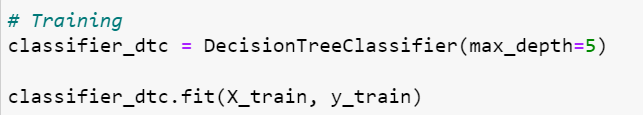 # Training
classifier_dtc = DecisionTreeClassifier(max_depth=5)
classifier_dtc.fit(X_train, y_train)